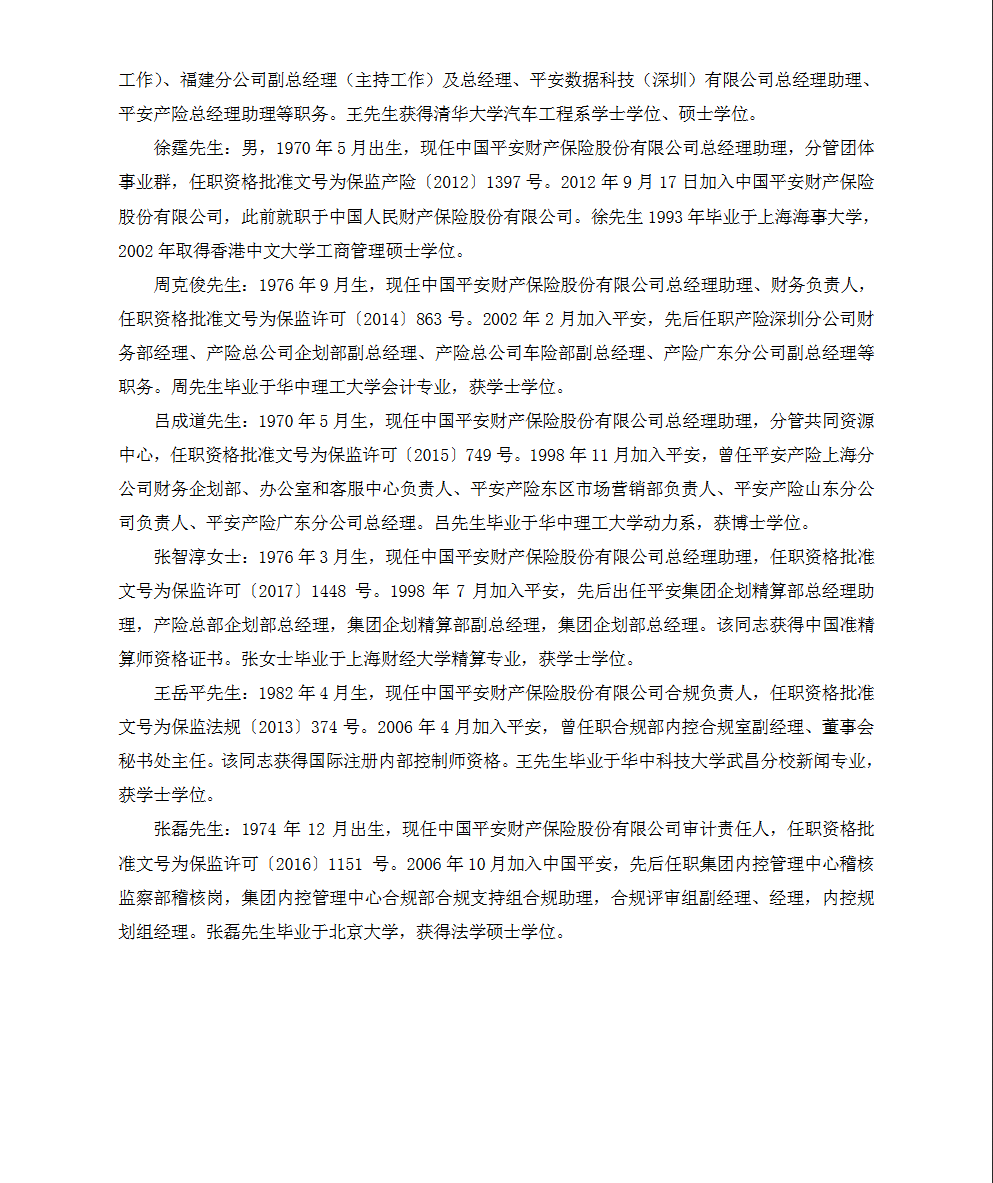 工作）、福建分公司副总经理（主持工作）及总经理、平安数据科技（深圳）有限公司总经理助理、
平安产险总经理助理等职务。王先生获得清华大学汽车工程系学士学位、硕士学位。
徐霆先生：男，1970 年 5 月出生，现任中国平安财产保险股份有限公司总经理助理，分管团体
事业群，任职资格批准文号为保监产险〔2012〕1397 号。2012 年 9 月 17 日加入中国平安财产保险
股份有限公司，此前就职于中国人民财产保险股份有限公司。徐先生 1993 年毕业于上海海事大学，
2002 年取得香港中文大学工商管理硕士学位。
周克俊先生：1976 年 9 月生，现任中国平安财产保险股份有限公司总经理助理、财务负责人，
任职资格批准文号为保监许可〔2014〕863 号。2002 年 2 月加入平安，先后任职产险深圳分公司财
务部经理、产险总公司企划部副总经理、产险总公司车险部副总经理、产险广东分公司副总经理等
职务。周先生毕业于华中理工大学会计专业，获学士学位。
吕成道先生：1970 年 5 月生，现任中国平安财产保险股份有限公司总经理助理，分管共同资源
中心，任职资格批准文号为保监许可〔2015〕749 号。1998 年 11 月加入平安，曾任平安产险上海分
公司财务企划部、办公室和客服中心负责人、平安产险东区市场营销部负责人、平安产险山东分公
司负责人、平安产险广东分公司总经理。吕先生毕业于华中理工大学动力系，获博士学位。
张智淳女士：1976 年 3 月生，现任中国平安财产保险股份有限公司总经理助理，任职资格批准
文号为保监许可〔2017〕1448 号。1998 年 7 月加入平安，先后出任平安集团企划精算部总经理助
理，产险总部企划部总经理，集团企划精算部副总经理，集团企划部总经理。该同志获得中国准精
算师资格证书。张女士毕业于上海财经大学精算专业，获学士学位。
王岳平先生：1982 年 4 月生，现任中国平安财产保险股份有限公司合规负责人，任职资格批准
文号为保监法规〔2013〕374 号。2006 年 4 月加入平安，曾任职合规部内控合规室副经理、董事会
秘书处主任。该同志获得国际注册内部控制师资格。王先生毕业于华中科技大学武昌分校新闻专业，
获学士学位。
张磊先生：1974 年 12 月出生，现任中国平安财产保险股份有限公司审计责任人，任职资格批
准文号为保监许可〔2016〕1151 号。2006 年 10 月加入中国平安，先后任职集团内控管理中心稽核
监察部稽核岗，集团内控管理中心合规部合规支持组合规助理，合规评审组副经理、经理，内控规
划组经理。张磊先生毕业于北京大学，获得法学硕士学位。